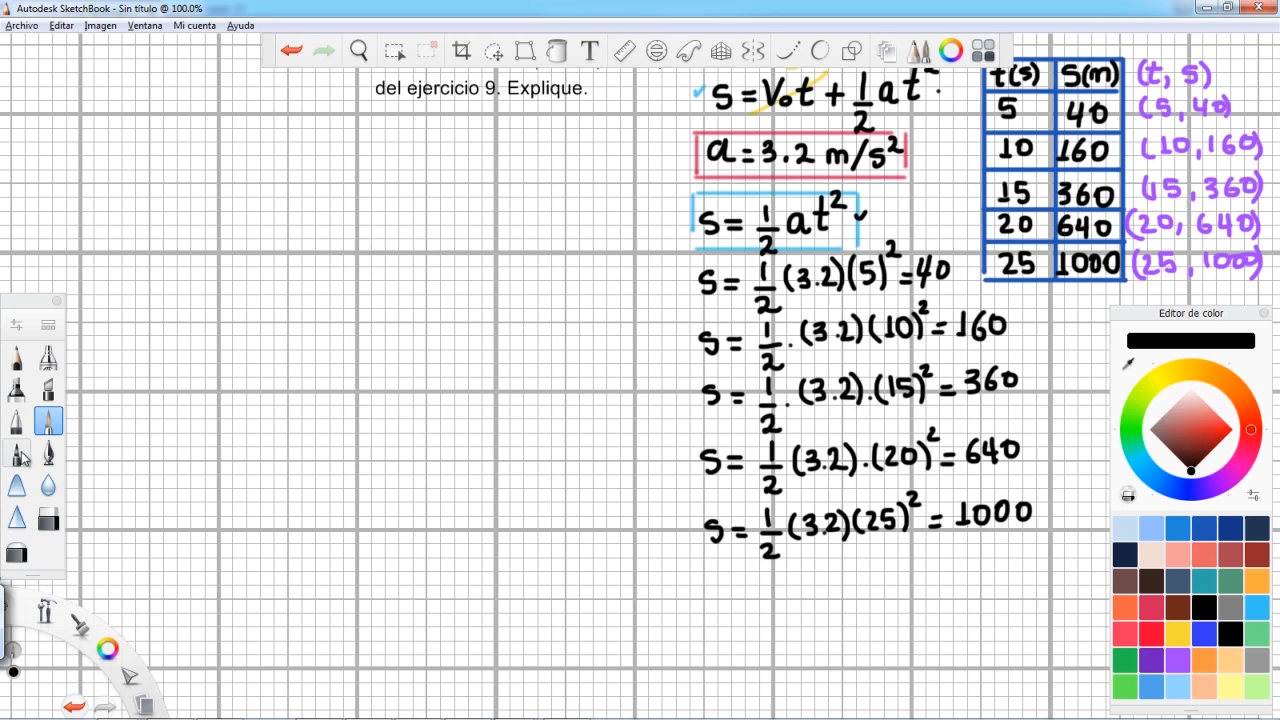 Autodesk SketchBook - Sin título @ 100.0%
Archivo Editar Imagen Ventana Mi cuenta Ayuda
del ejercicio 9. Explique.
s = V₀t + 1/2 at².
a = 3.2 m/s²
s = 1/2 at²
s = 1/2 (3.2)(5)² = 40
s = 1/2 . (3.2)(10)² = 160
s = 1/2 . (3.2).(15)² = 360
s = 1/2 (3.2).(20)² = 640
s = 1/2 (3.2)(25)² = 1000
t(s) S(m) (t, s)
5 40 (5, 40)
10 160 (10, 160)
15 360 (15, 360)
20 640 (20, 640)
25 1000 (25, 1000)
Editor de color